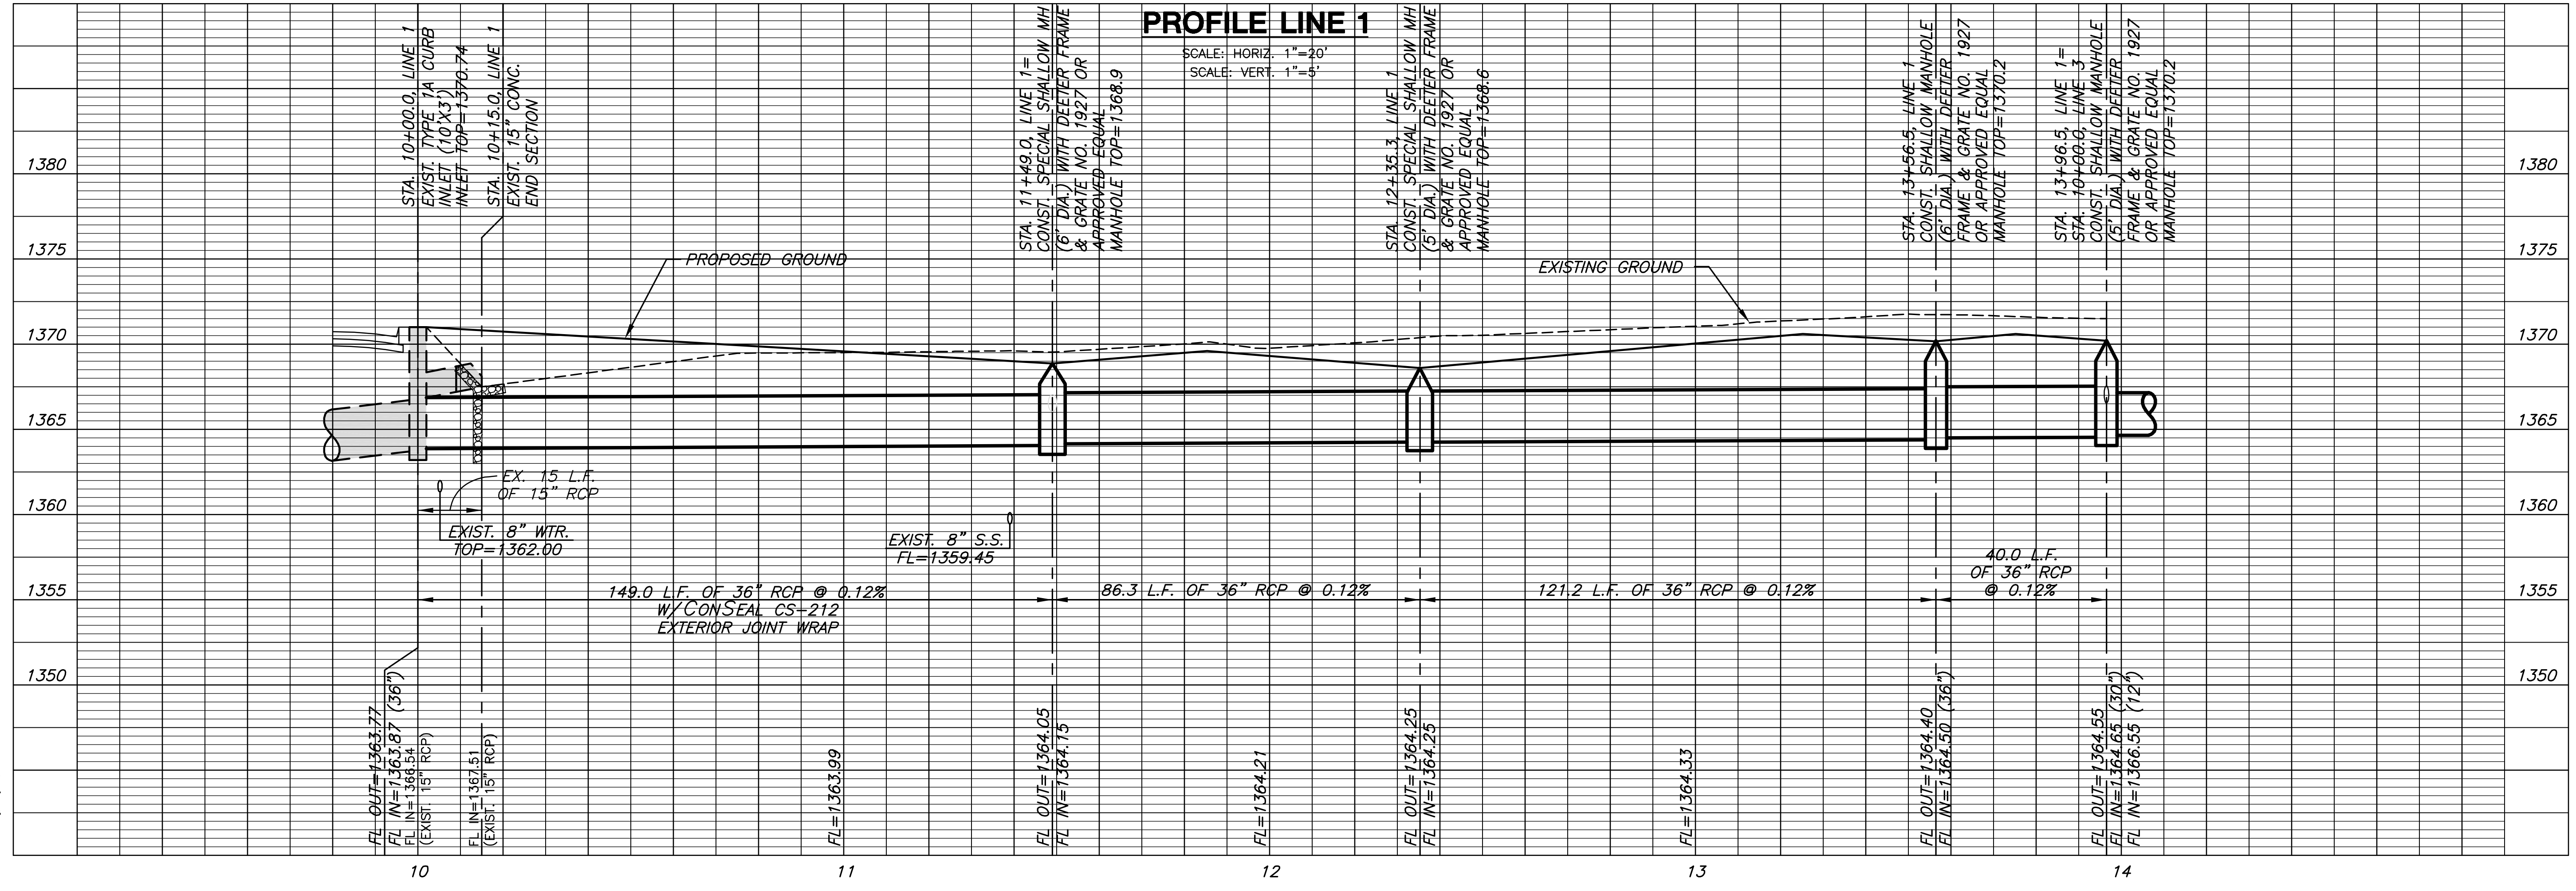 PROFILE LINE 1
SCALE: HORIZ. 1"=20'
SCALE: VERT. 1"=5'
STA. 10+00.0, LINE 1
EXIST. TYPE 1A CURB
INLET (10'X3')
INLET TOP=1370.74
STA. 10+15.0, LINE 1
EXIST. 15" CONC.
END SECTION
STA. 11+49.0, LINE 1=
CONST. SPECIAL SHALLOW MH
(6' DIA.) WITH DEETER FRAME
& GRATE NO. 1927 OR
APPROVED EQUAL
MANHOLE TOP=1368.9
STA. 12+35.3, LINE 1
CONST. SPECIAL SHALLOW MH
(5' DIA.) WITH DEETER FRAME
& GRATE NO. 1927 OR
APPROVED EQUAL
MANHOLE TOP=1368.6
STA. 13+56.5, LINE 1
CONST. SHALLOW MANHOLE
(6' DIA.) WITH DEETER
FRAME & GRATE NO. 1927
OR APPROVED EQUAL
MANHOLE TOP=1370.2
STA. 13+96.5, LINE 1=
STA. 10+00.0, LINE 3
CONST. SHALLOW MANHOLE
(5' DIA.) WITH DEETER
FRAME & GRATE NO. 1927
OR APPROVED EQUAL
MANHOLE TOP=1370.2
1380
1380
1375
1375
PROPOSED GROUND
EXISTING GROUND
1370
1370
1365
1365
EX. 15 L.F.
OF 15" RCP
1360
1360
EXIST. 8" WTR.
TOP=1362.00
EXIST. 8" S.S.
FL=1359.45
1355
1355
149.0 L.F. OF 36" RCP @ 0.12%
W/CONSEAL CS-212
EXTERIOR JOINT WRAP
86.3 L.F. OF 36" RCP @ 0.12%
121.2 L.F. OF 36" RCP @ 0.12%
40.0 L.F.
OF 36" RCP
@ 0.12%
1350
1350
FL OUT=1363.77
FL IN=1363.87 (36")
FL IN=1366.54
(EXIST. 15" RCP)
FL IN=1367.51
(EXIST. 15" RCP)
FL=1363.99
FL OUT=1364.05
FL IN=1364.15
FL=1364.21
FL OUT=1364.25
FL IN=1364.25
FL=1364.33
FL OUT=1364.40
FL IN=1364.50 (36")
FL OUT=1364.55
FL IN=1364.65 (30")
FL IN=1366.55 (12")
10
11
12
13
14